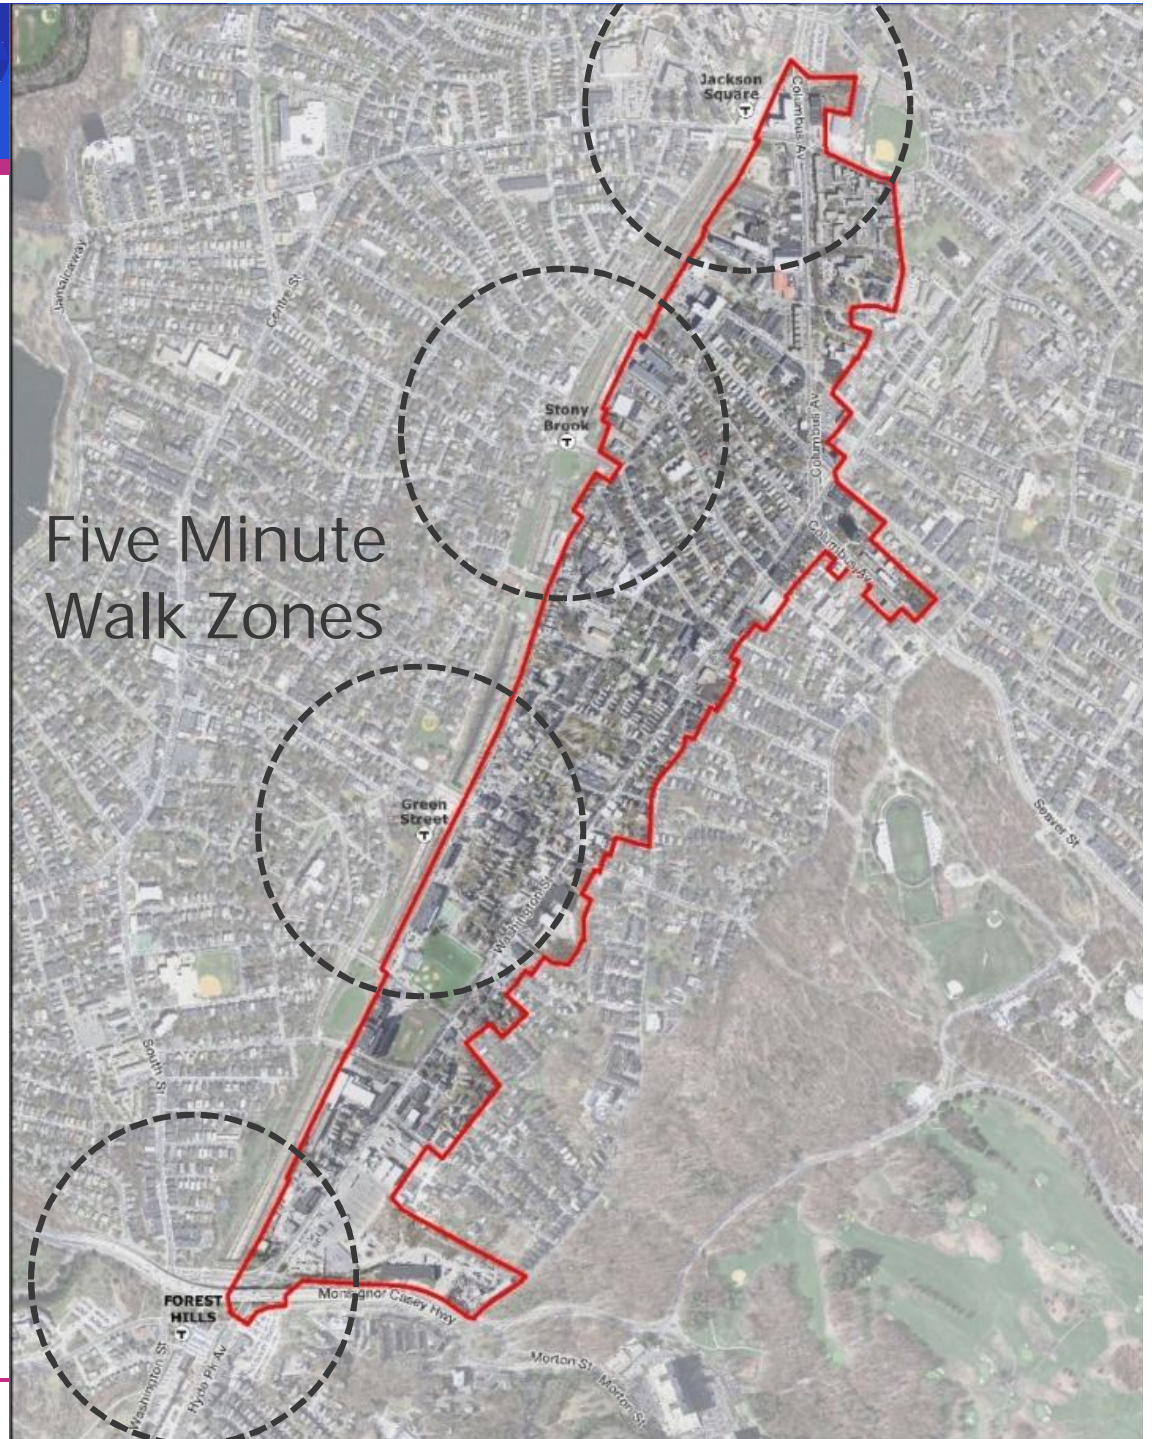 Jackson
Square
T
Columbus Av
Jamaicaway
Centre St
Stony
Brook
T
Columbus Av
Five Minute
Walk Zones
Columbus Av
Green
Street
T
Seaver St
Washington St
South St
FOREST
HILLS
T
Monsignor Casey Hwy
Washington St
Hyde Pk Av
Morton St
Morton St